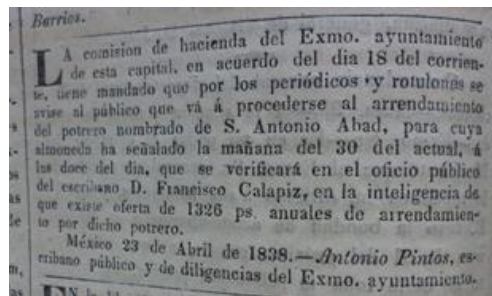 Barrios.
LA comision de hacienda del Exmo. ayuntamiento
de esta capital, en acuerdo del dia 18 del corrien-
te, tiene mandado que por los periódicos y rotulones se
avise al público que vá á procederse al arrendamiento
del potrero nombrado de S. Antonio Abad, para cuya
almoneda ha señalado la mañana del 30 del actual, á
las doce del dia, que se verificará en el oficio público
del escribano D. Francisco Calapiz, en la inteligencia de
que existe oferta de 1326 ps. anuales de arrendamien-
to por dicho potrero.
México 23 de Abril de 1838.—Antonio Pintos, es-
cribano público y de diligencias del Exmo. ayuntamiento.